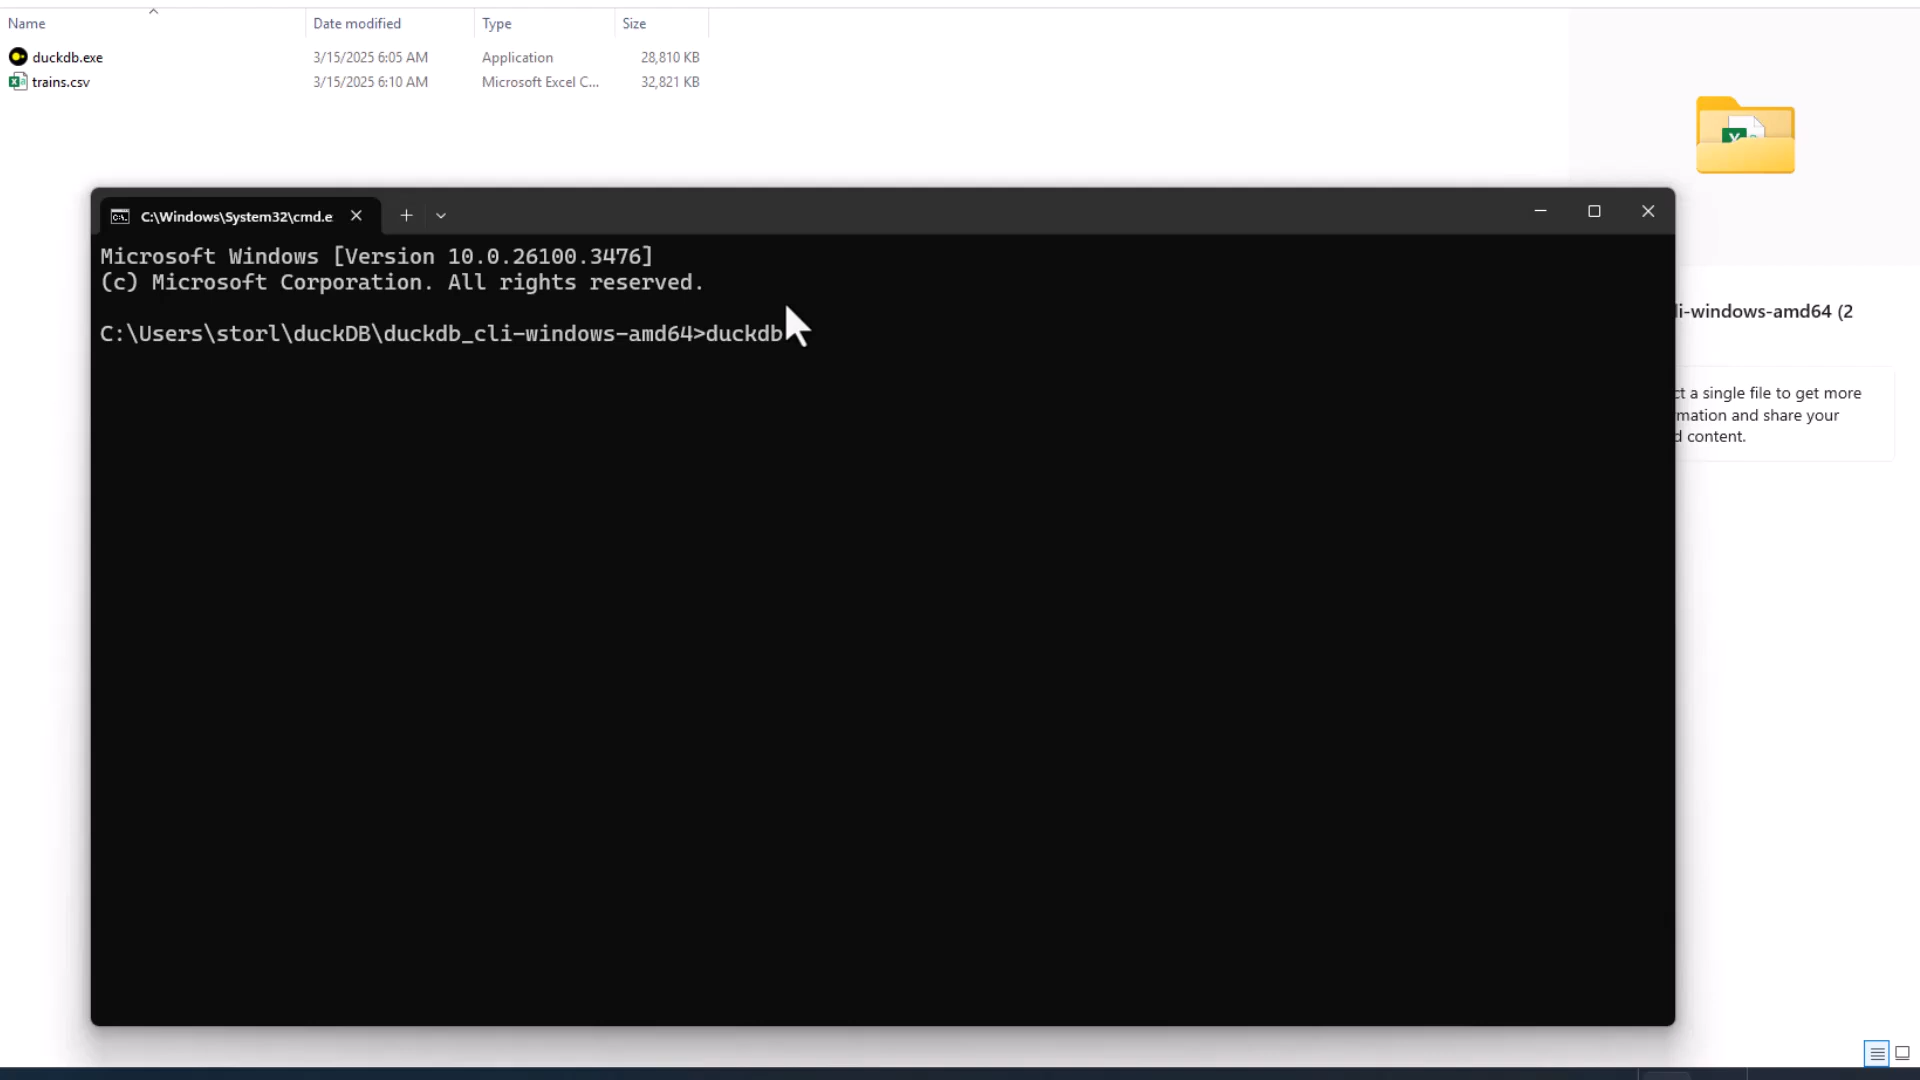 Name Date modified Type Size
duckdb.exe 3/15/2025 6:05 AM Application 28,810 KB
trains.csv 3/15/2025 6:10 AM Microsoft Excel C... 32,821 KB
C:\Windows\System32\cmd.e
Microsoft Windows [Version 10.0.26100.3476]
(c) Microsoft Corporation. All rights reserved.
C:\Users\storl\duckDB\duckdb_cli-windows-amd64>duckdb
li-windows-amd64 (2
ct a single file to get more
mation and share your
d content.